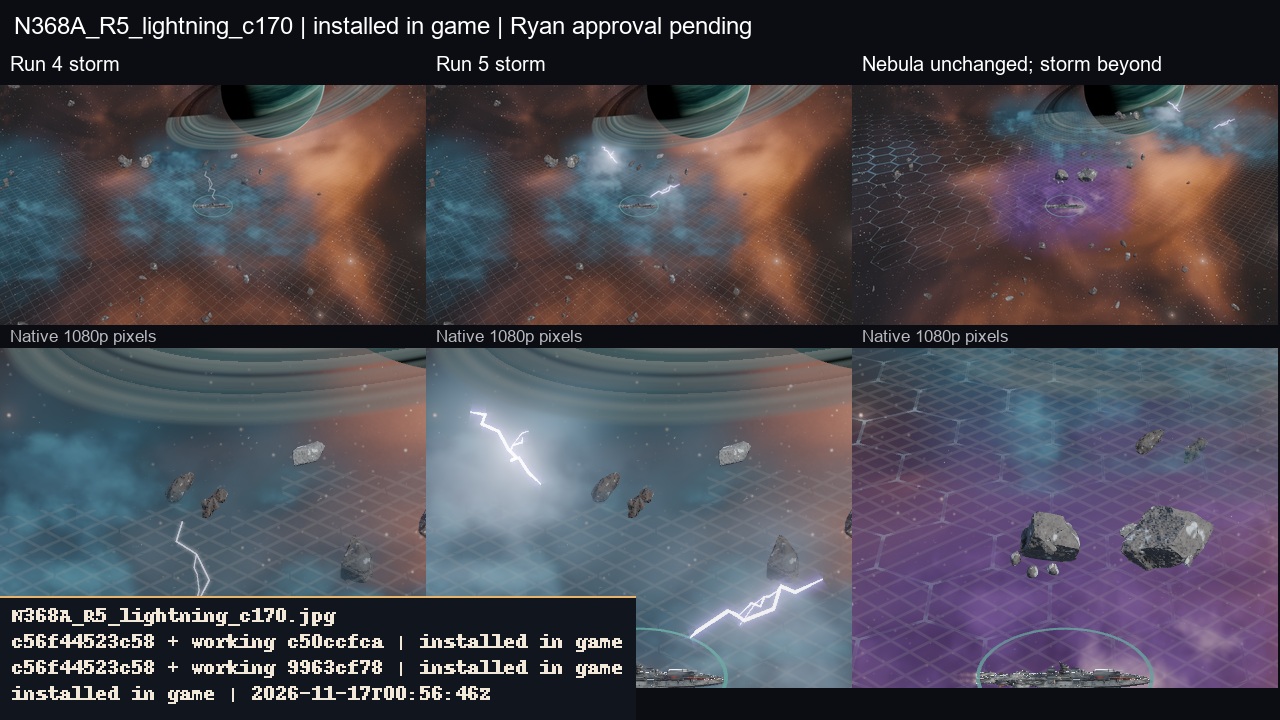 N368A_R5_lightning_c170 | installed in game | Ryan approval pending
Run 4 storm
Run 5 storm
Nebula unchanged; storm beyond
Native 1080p pixels
Native 1080p pixels
Native 1080p pixels
N368A_R5_lightning_c170.jpg
c56f44523c58 + working c50ccfca | installed in game
c56f44523c58 + working 9963cf78 | installed in game
installed in game | 2026-11-17T00:56:46Z